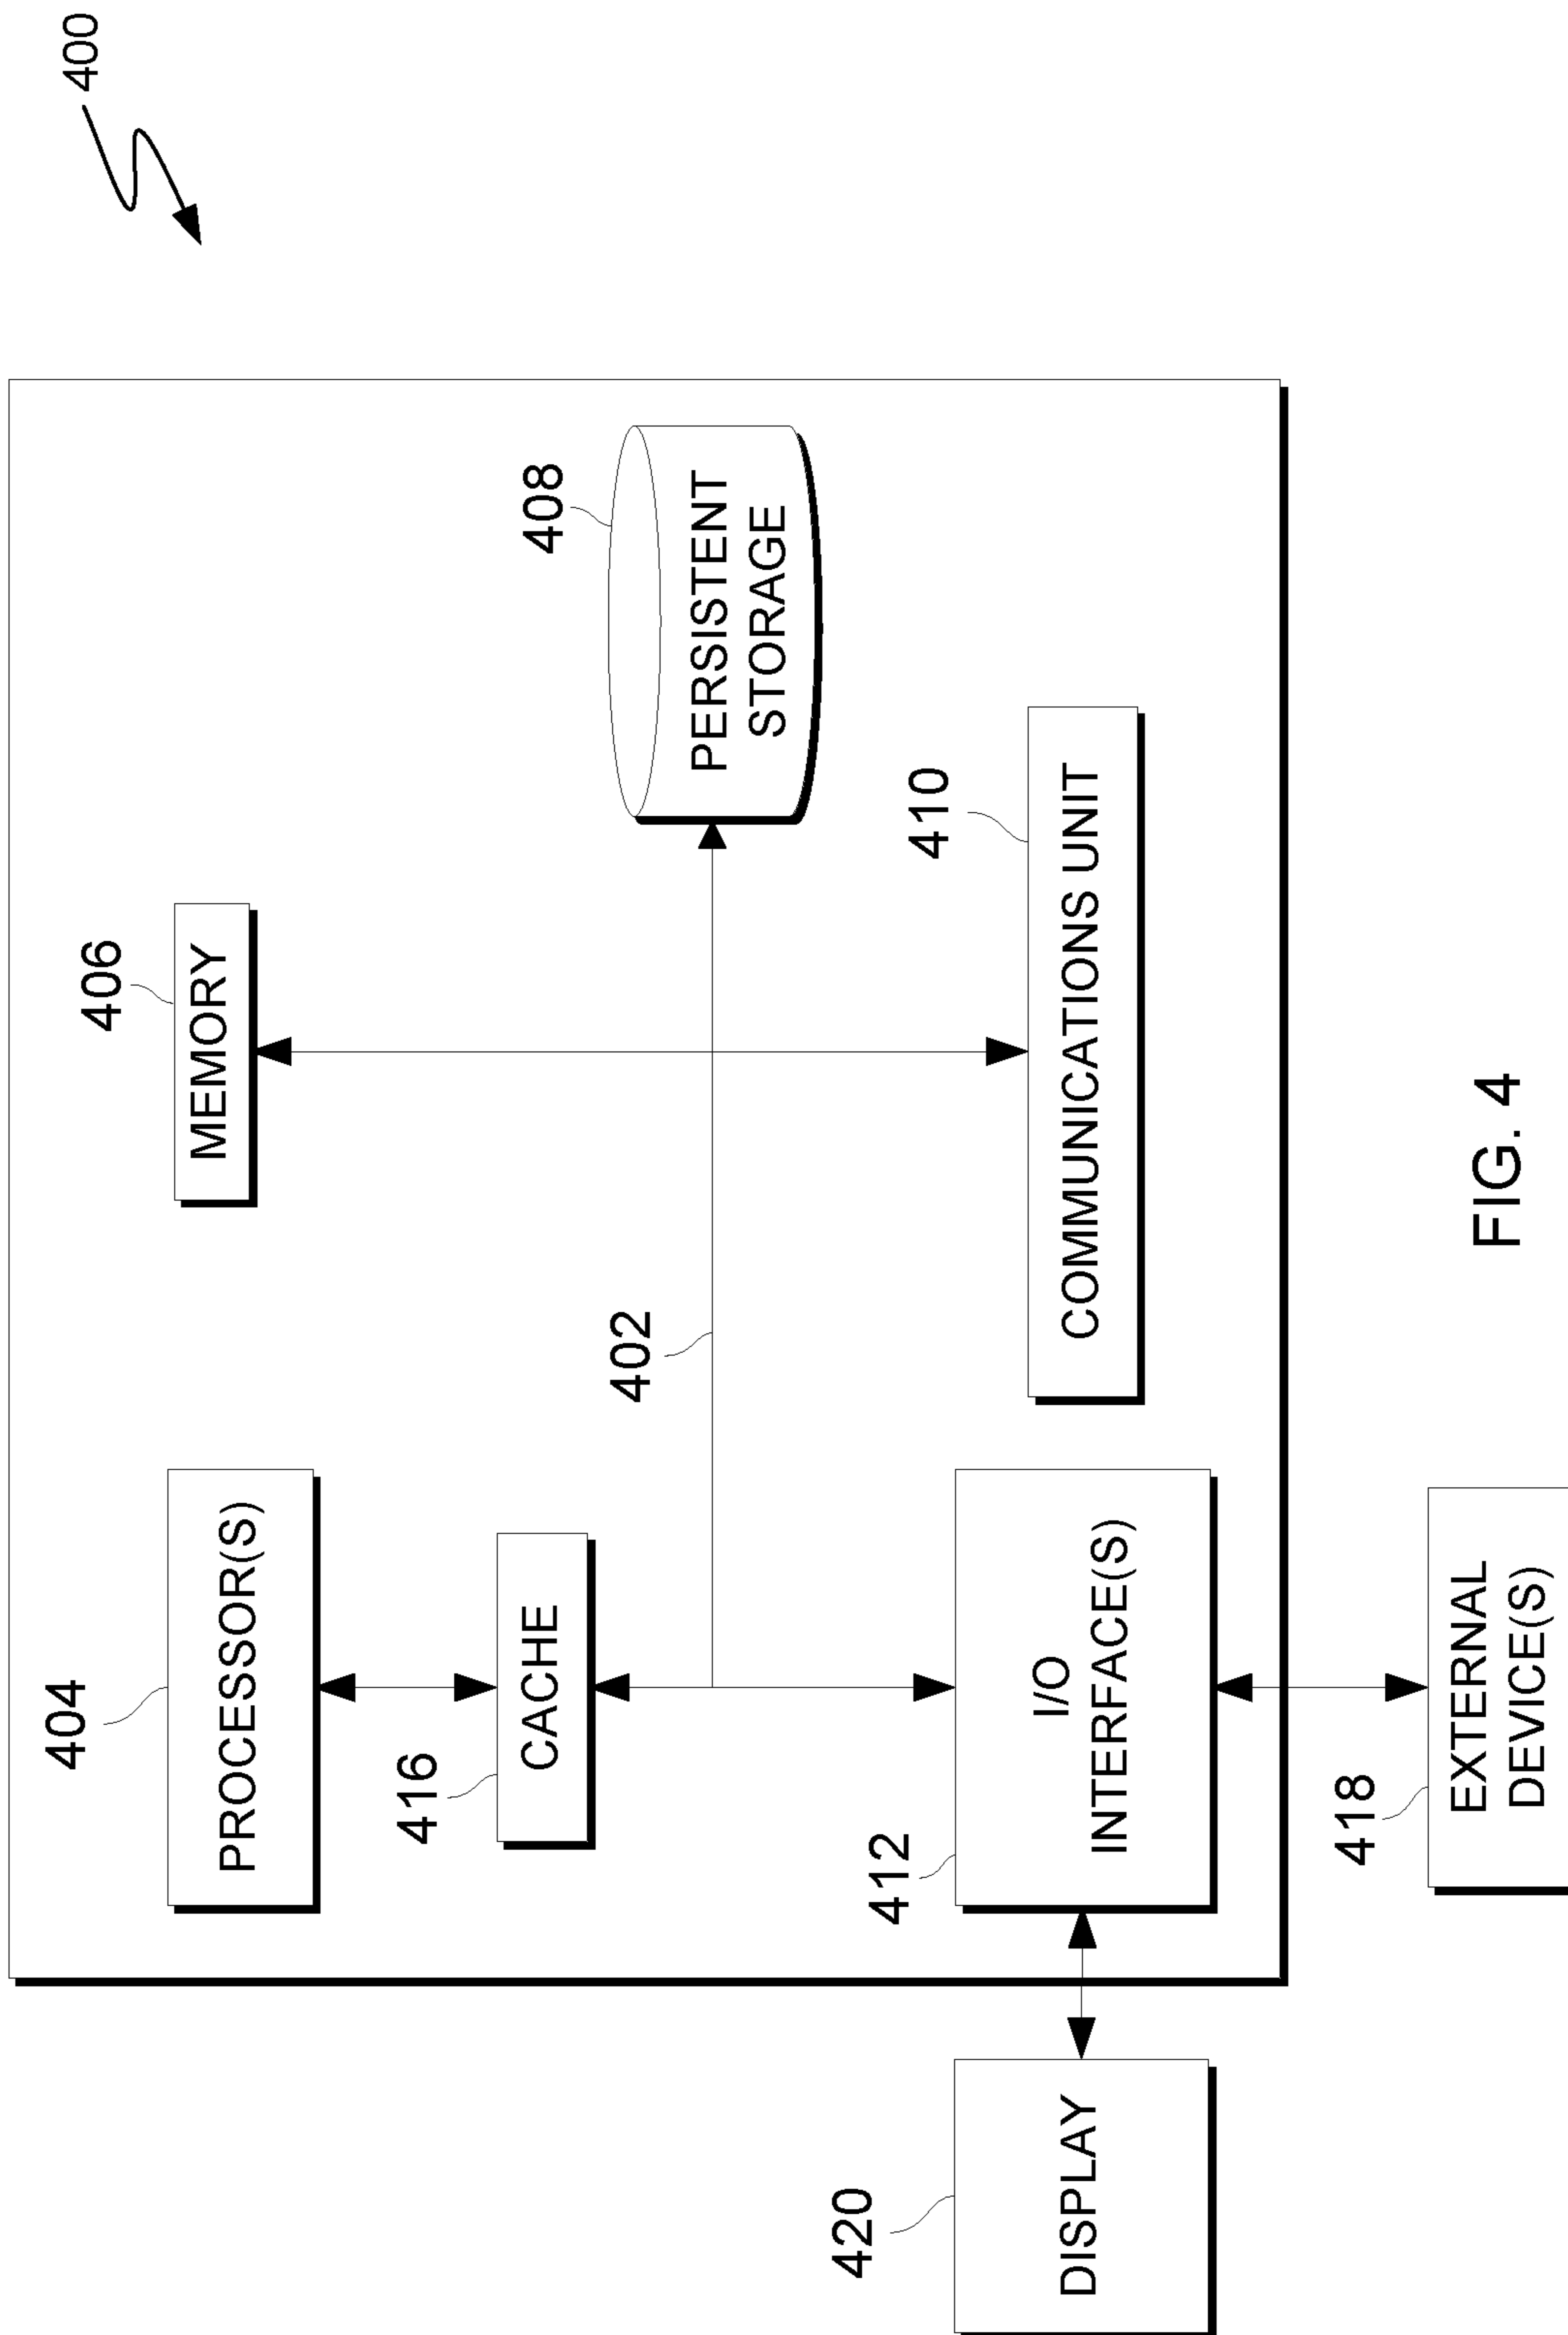 400
404
PROCESSOR(S)
406
MEMORY
416
CACHE
402
408
PERSISTENT
STORAGE
420
DISPLAY
412
I/O
INTERFACE(S)
410
COMMUNICATIONS UNIT
418
EXTERNAL
DEVICE(S)
FIG. 4